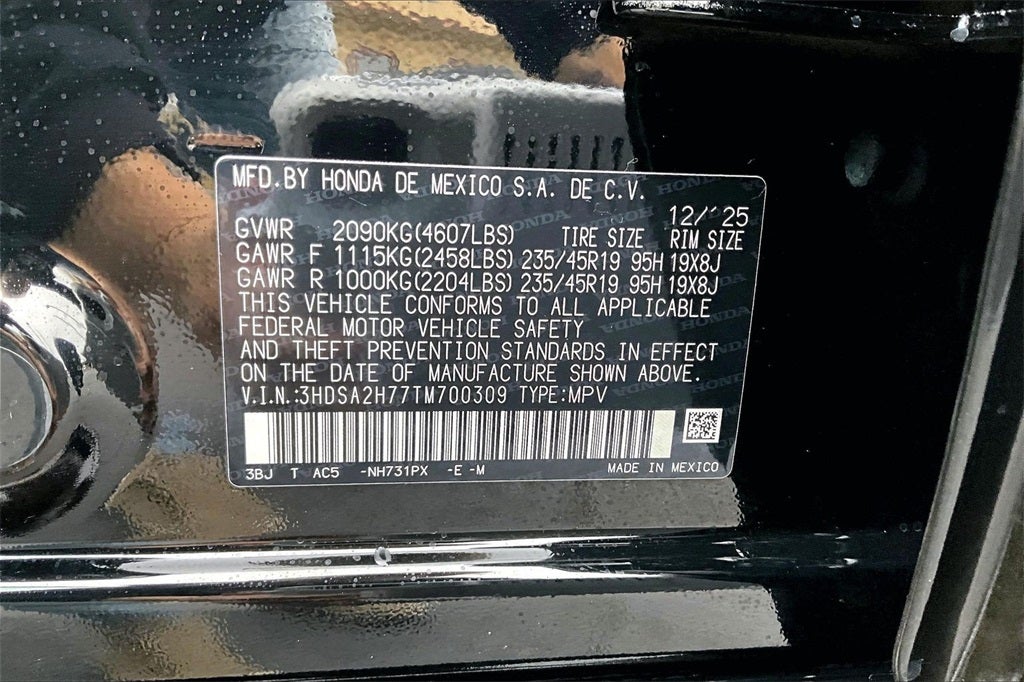 MFD.BY HONDA DE MEXICO S.A. DE C.V.
12/'25
GVWR 2090KG(4607LBS) TIRE SIZE RIM SIZE
GAWR F 1115KG(2458LBS) 235/45R19 95H 19X8J
GAWR R 1000KG(2204LBS) 235/45R19 95H 19X8J
THIS VEHICLE CONFORMS TO ALL APPLICABLE
FEDERAL MOTOR VEHICLE SAFETY
AND THEFT PREVENTION STANDARDS IN EFFECT
ON THE DATE OF MANUFACTURE SHOWN ABOVE.
V.I.N.:3HDSA2H77TM700309 TYPE:MPV
3BJ T AC5 -NH731PX -E -M MADE IN MEXICO